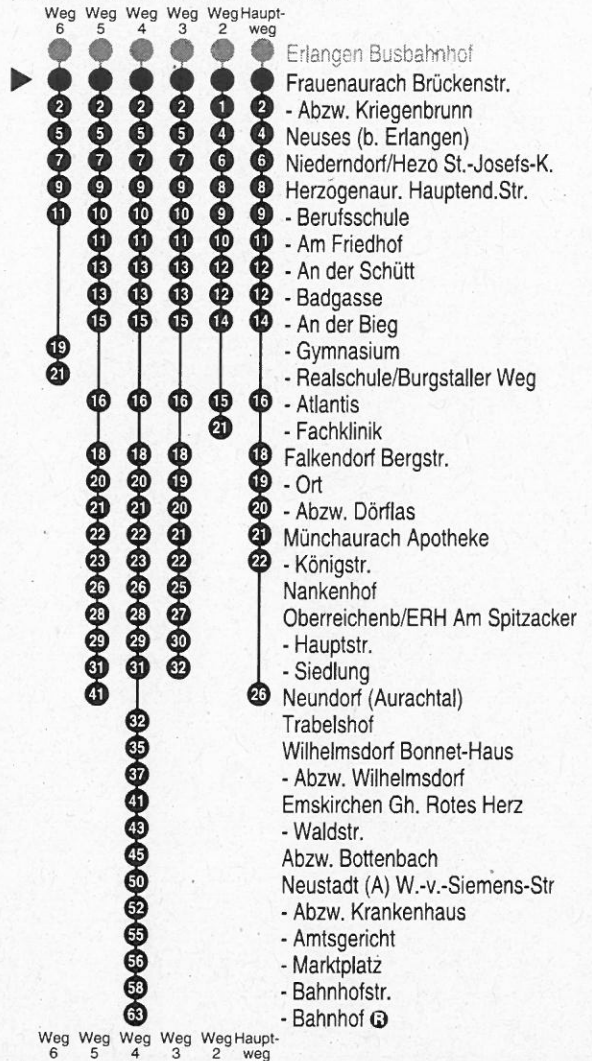 Weg 6 Weg 5 Weg 4 Weg 3 Weg 2 Haupt-weg
Erlangen Busbahnhof
Frauenaurach Brückenstr.
2 2 2 2 1 2 - Abzw. Kriegenbrunn
5 5 5 5 4 4 Neuses (b. Erlangen)
7 7 7 7 6 6 Niederndorf/Hezo St.-Josefs-K.
9 9 9 9 8 8 Herzogenaur. Hauptend.Str.
11 10 10 10 9 9 - Berufsschule
11 11 11 10 11 - Am Friedhof
13 13 13 12 12 - An der Schütt
13 13 13 12 12 - Badgasse
15 15 15 14 14 - An der Bieg
19 - Gymnasium
21 - Realschule/Burgstaller Weg
16 16 16 15 16 - Atlantis
21 - Fachklinik
18 18 18 18 Falkendorf Bergstr.
20 20 19 19 - Ort
21 21 20 20 - Abzw. Dörflas
22 22 21 21 Münchaurach Apotheke
23 23 22 22 - Königstr.
26 26 25 Nankenhof
28 28 27 Oberreichenb/ERH Am Spitzacker
29 29 30 - Hauptstr.
31 31 32 - Siedlung
41 26 Neundorf (Aurachtal)
32 Trabelshof
35 Wilhelmsdorf Bonnet-Haus
37 - Abzw. Wilhelmsdorf
41 Emskirchen Gh. Rotes Herz
43 - Waldstr.
45 Abzw. Bottenbach
50 Neustadt (A) W.-v.-Siemens-Str
52 - Abzw. Krankenhaus
55 - Amtsgericht
56 - Marktplatz
58 - Bahnhofstr.
63 - Bahnhof R
Weg 6 Weg 5 Weg 4 Weg 3 Weg 2 Haupt-weg